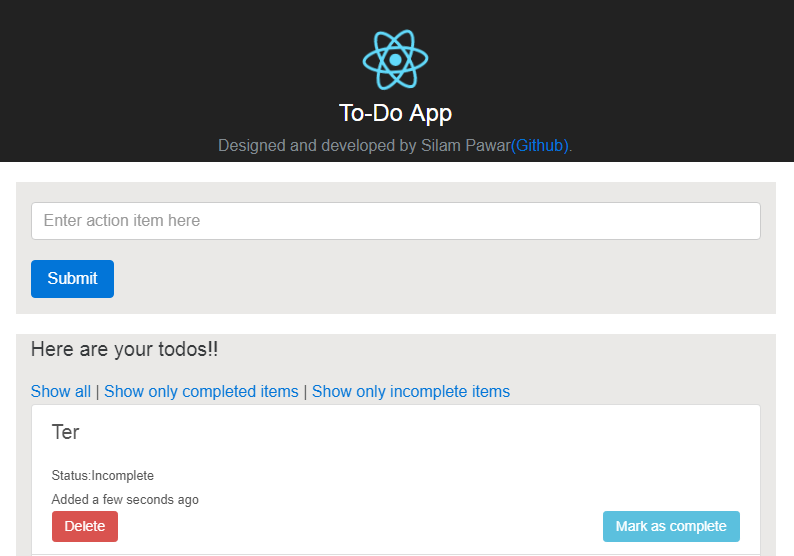 To-Do App
Designed and developed by Silam Pawar(Github).
Enter action item here
Submit
Here are your todos!!
Show all | Show only completed items | Show only incomplete items
Ter
Status:Incomplete
Added a few seconds ago
Delete Mark as complete